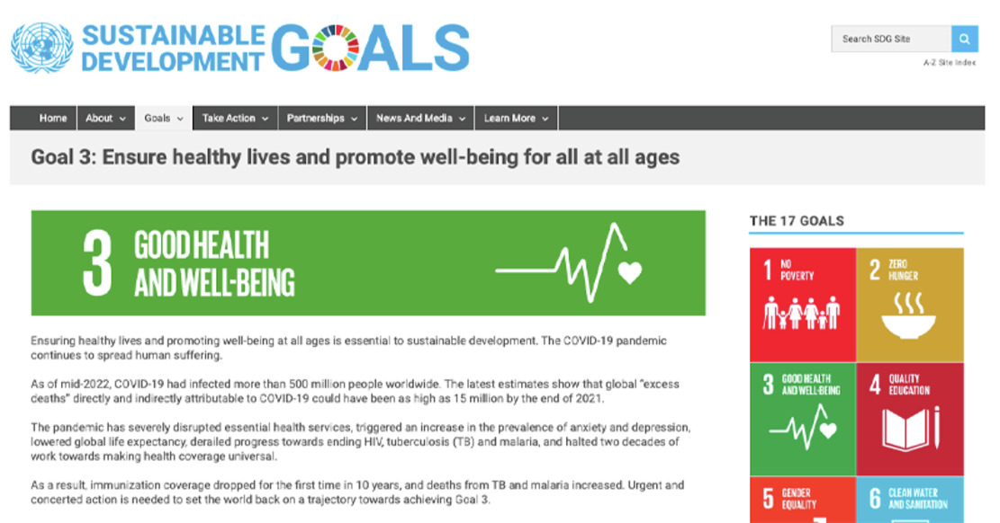 SUSTAINABLE
DEVELOPMENT
GOALS
Search SDG Site
A-Z Site Index
Home About Goals Take Action Partnerships News And Media Learn More
Goal 3: Ensure healthy lives and promote well-being for all at all ages
3 GOOD HEALTH
AND WELL-BEING
Ensuring healthy lives and promoting well-being at all ages is essential to sustainable development. The COVID-19 pandemic
continues to spread human suffering.
As of mid-2022, COVID-19 had infected more than 500 million people worldwide. The latest estimates show that global “excess
deaths” directly and indirectly attributable to COVID-19 could have been as high as 15 million by the end of 2021.
The pandemic has severely disrupted essential health services, triggered an increase in the prevalence of anxiety and depression,
lowered global life expectancy, derailed progress towards ending HIV, tuberculosis (TB) and malaria, and halted two decades of
work towards making health coverage universal.
As a result, immunization coverage dropped for the first time in 10 years, and deaths from TB and malaria increased. Urgent and
concerted action is needed to set the world back on a trajectory towards achieving Goal 3.
THE 17 GOALS
1 NO
POVERTY
2 ZERO
HUNGER
3 GOOD HEALTH
AND WELL-BEING
4 QUALITY
EDUCATION
5 GENDER
EQUALITY
6 CLEAN WATER
AND SANITATION